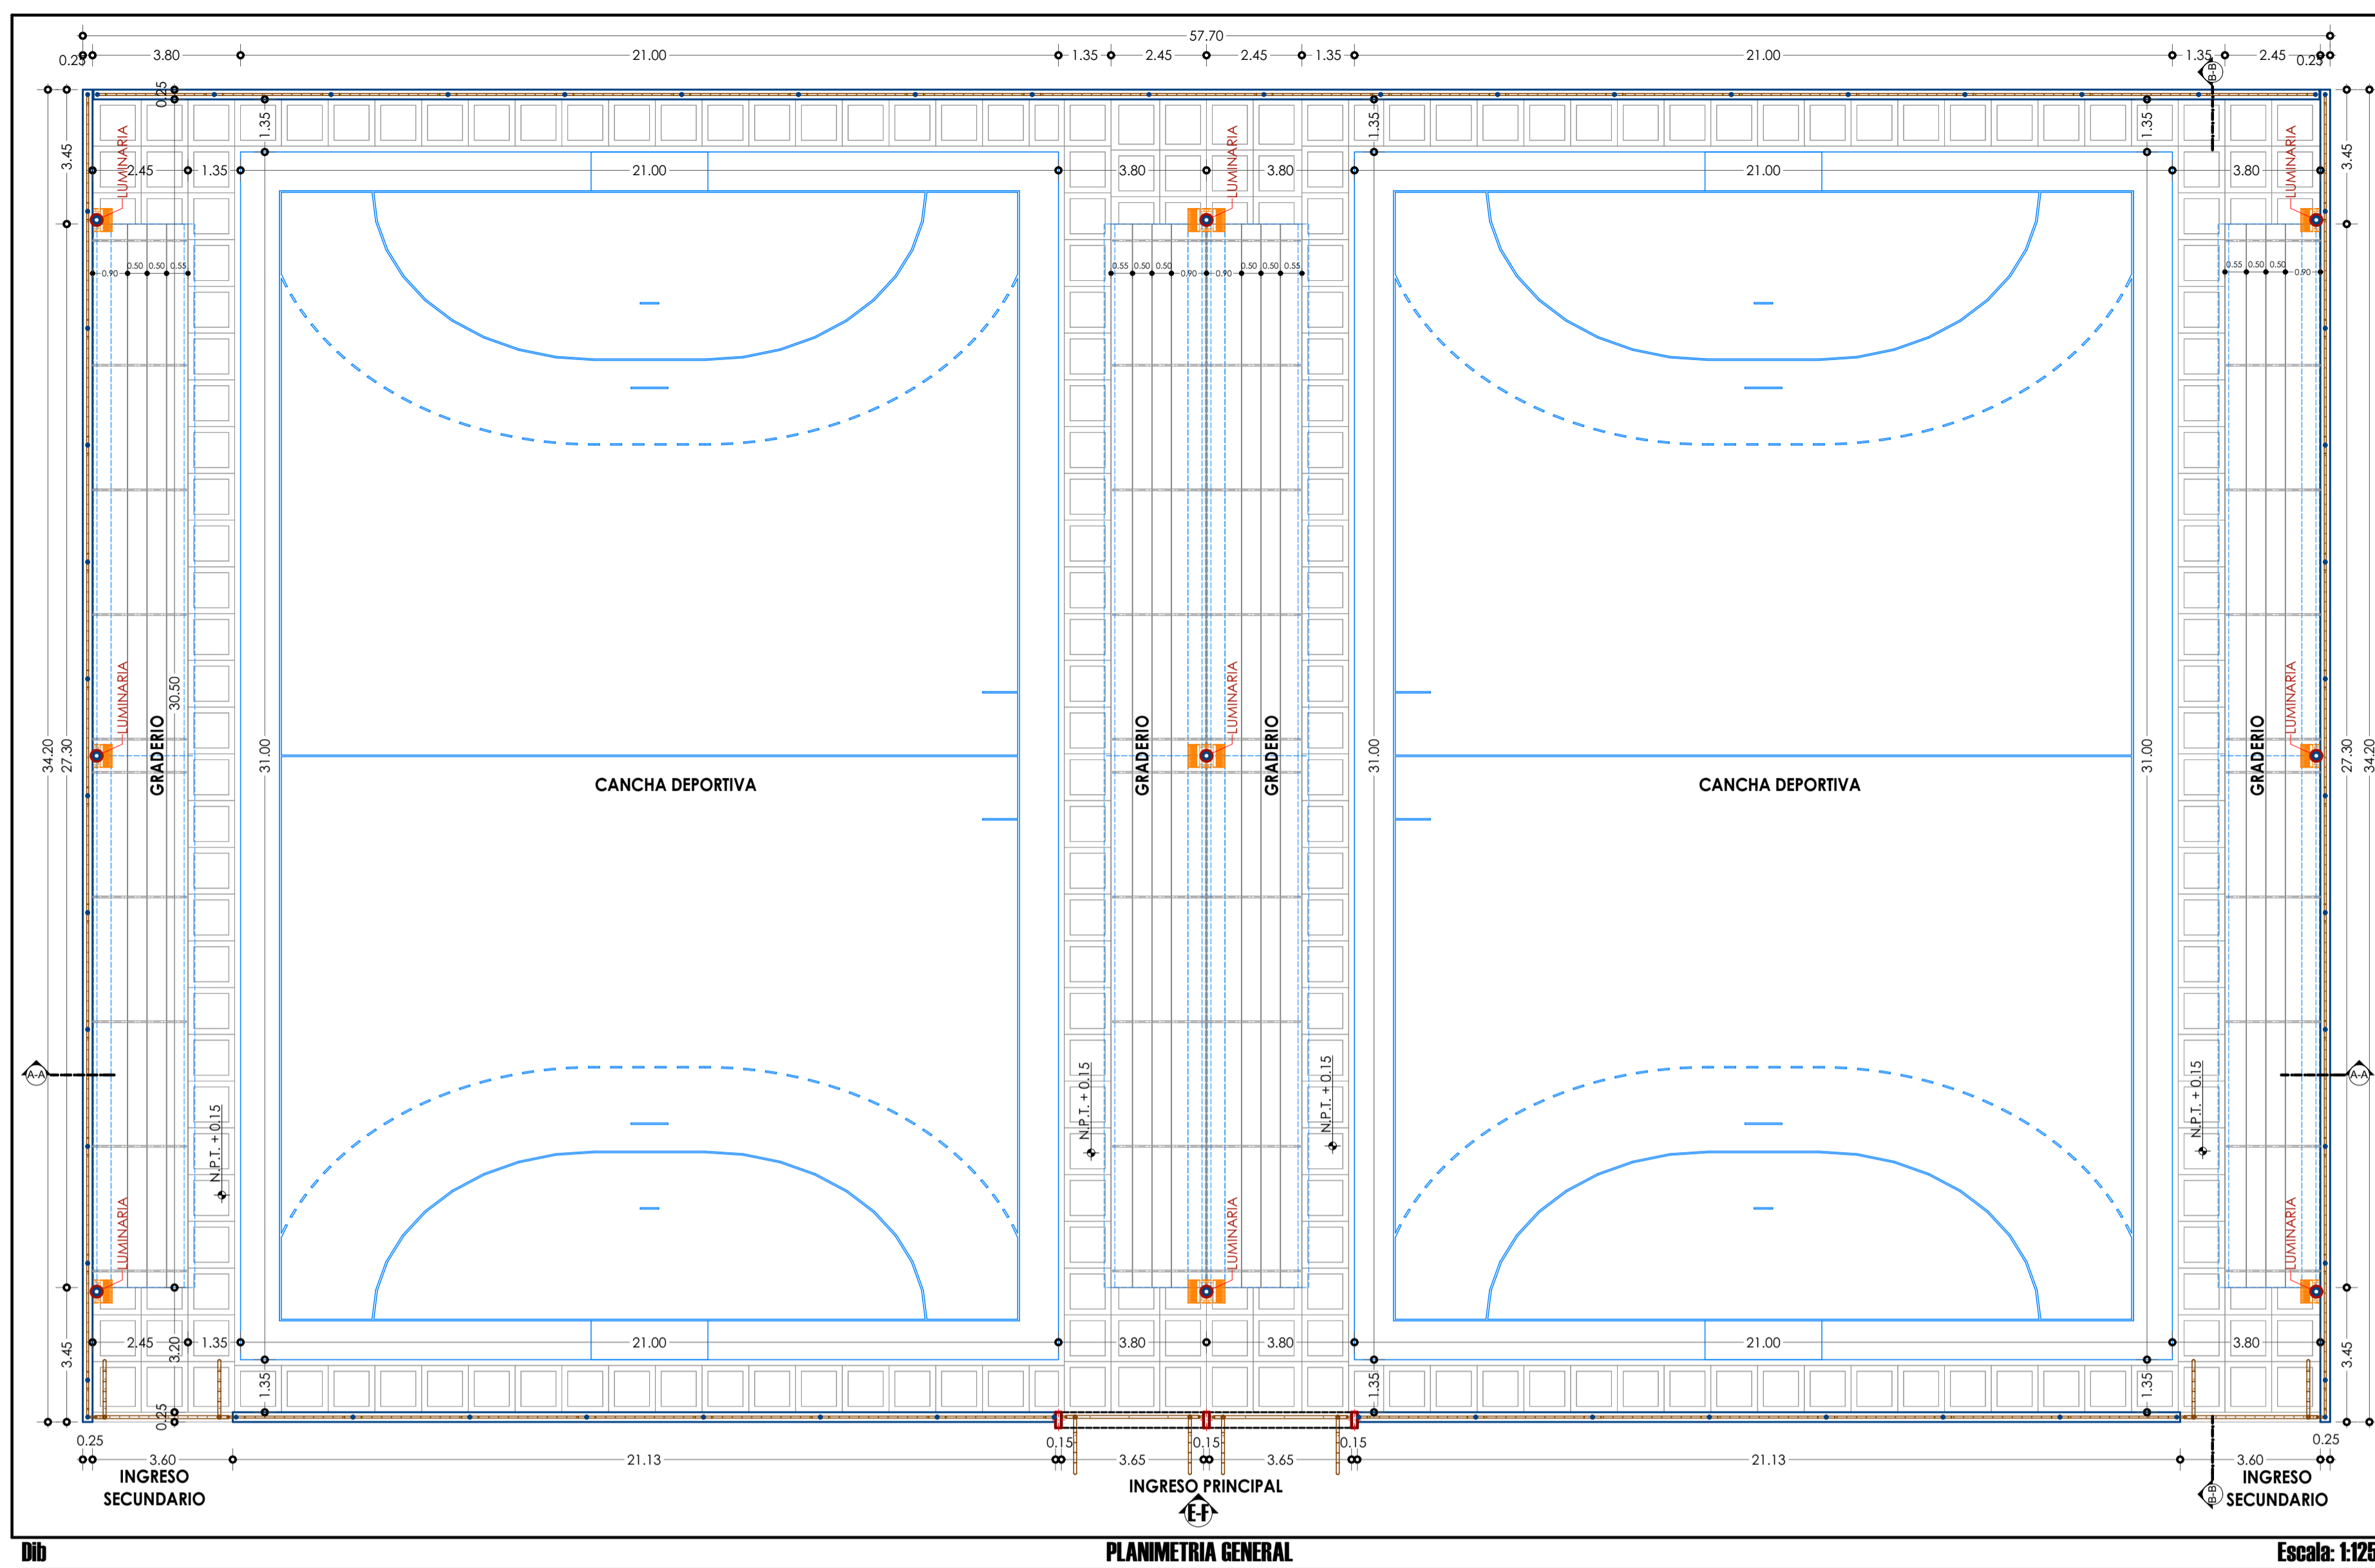 57.70
0.25 3.80 21.00 1.35 2.45 2.45 1.35 21.00 1.35 2.45 0.25
B-B'
0.25 1.35 1.35 1.35
3.45 LUMINARIA LUMINARIA LUMINARIA 3.45
2.45 1.35 21.00 3.80 3.80 21.00 3.80
0.90 0.50 0.50 0.55 0.55 0.50 0.50 0.90 0.90 0.50 0.50 0.55 0.55 0.50 0.50 0.90
LUMINARIA LUMINARIA LUMINARIA
34.20 27.30 GRADERIO 30.50 31.00 GRADERIO GRADERIO 31.00 31.00 GRADERIO 27.30 34.20
CANCHA DEPORTIVA CANCHA DEPORTIVA
A-A' A-A'
N.P.T. + 0.15 N.P.T. + 0.15 N.P.T. + 0.15 N.P.T. + 0.15
LUMINARIA LUMINARIA LUMINARIA
3.45 2.45 3.20 1.35 21.00 3.80 3.80 21.00 3.80 3.45
0.25 1.35 1.35 1.35
0.25 0.15 0.15 0.15 0.25
3.60 21.13 3.65 3.65 21.13 3.60
INGRESO
SECUNDARIO
INGRESO PRINCIPAL
E-F
B-B'
INGRESO
SECUNDARIO
Dib PLANIMETRIA GENERAL Escala: 1:125